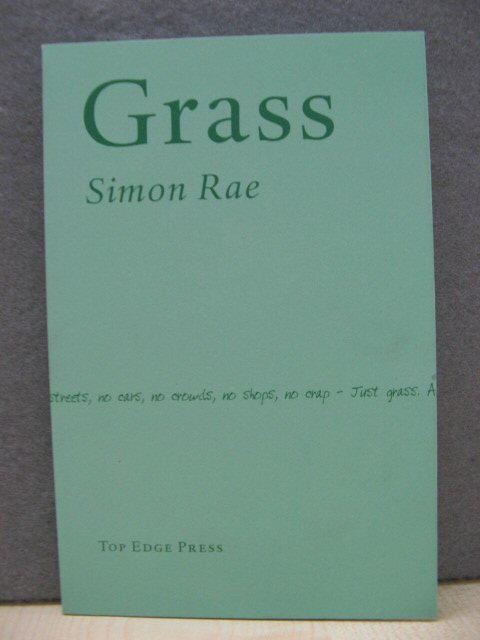 Grass
Simon Rae
streets, no cars, no crowds, no shops, no crap - Just grass. A
TOP EDGE PRESS